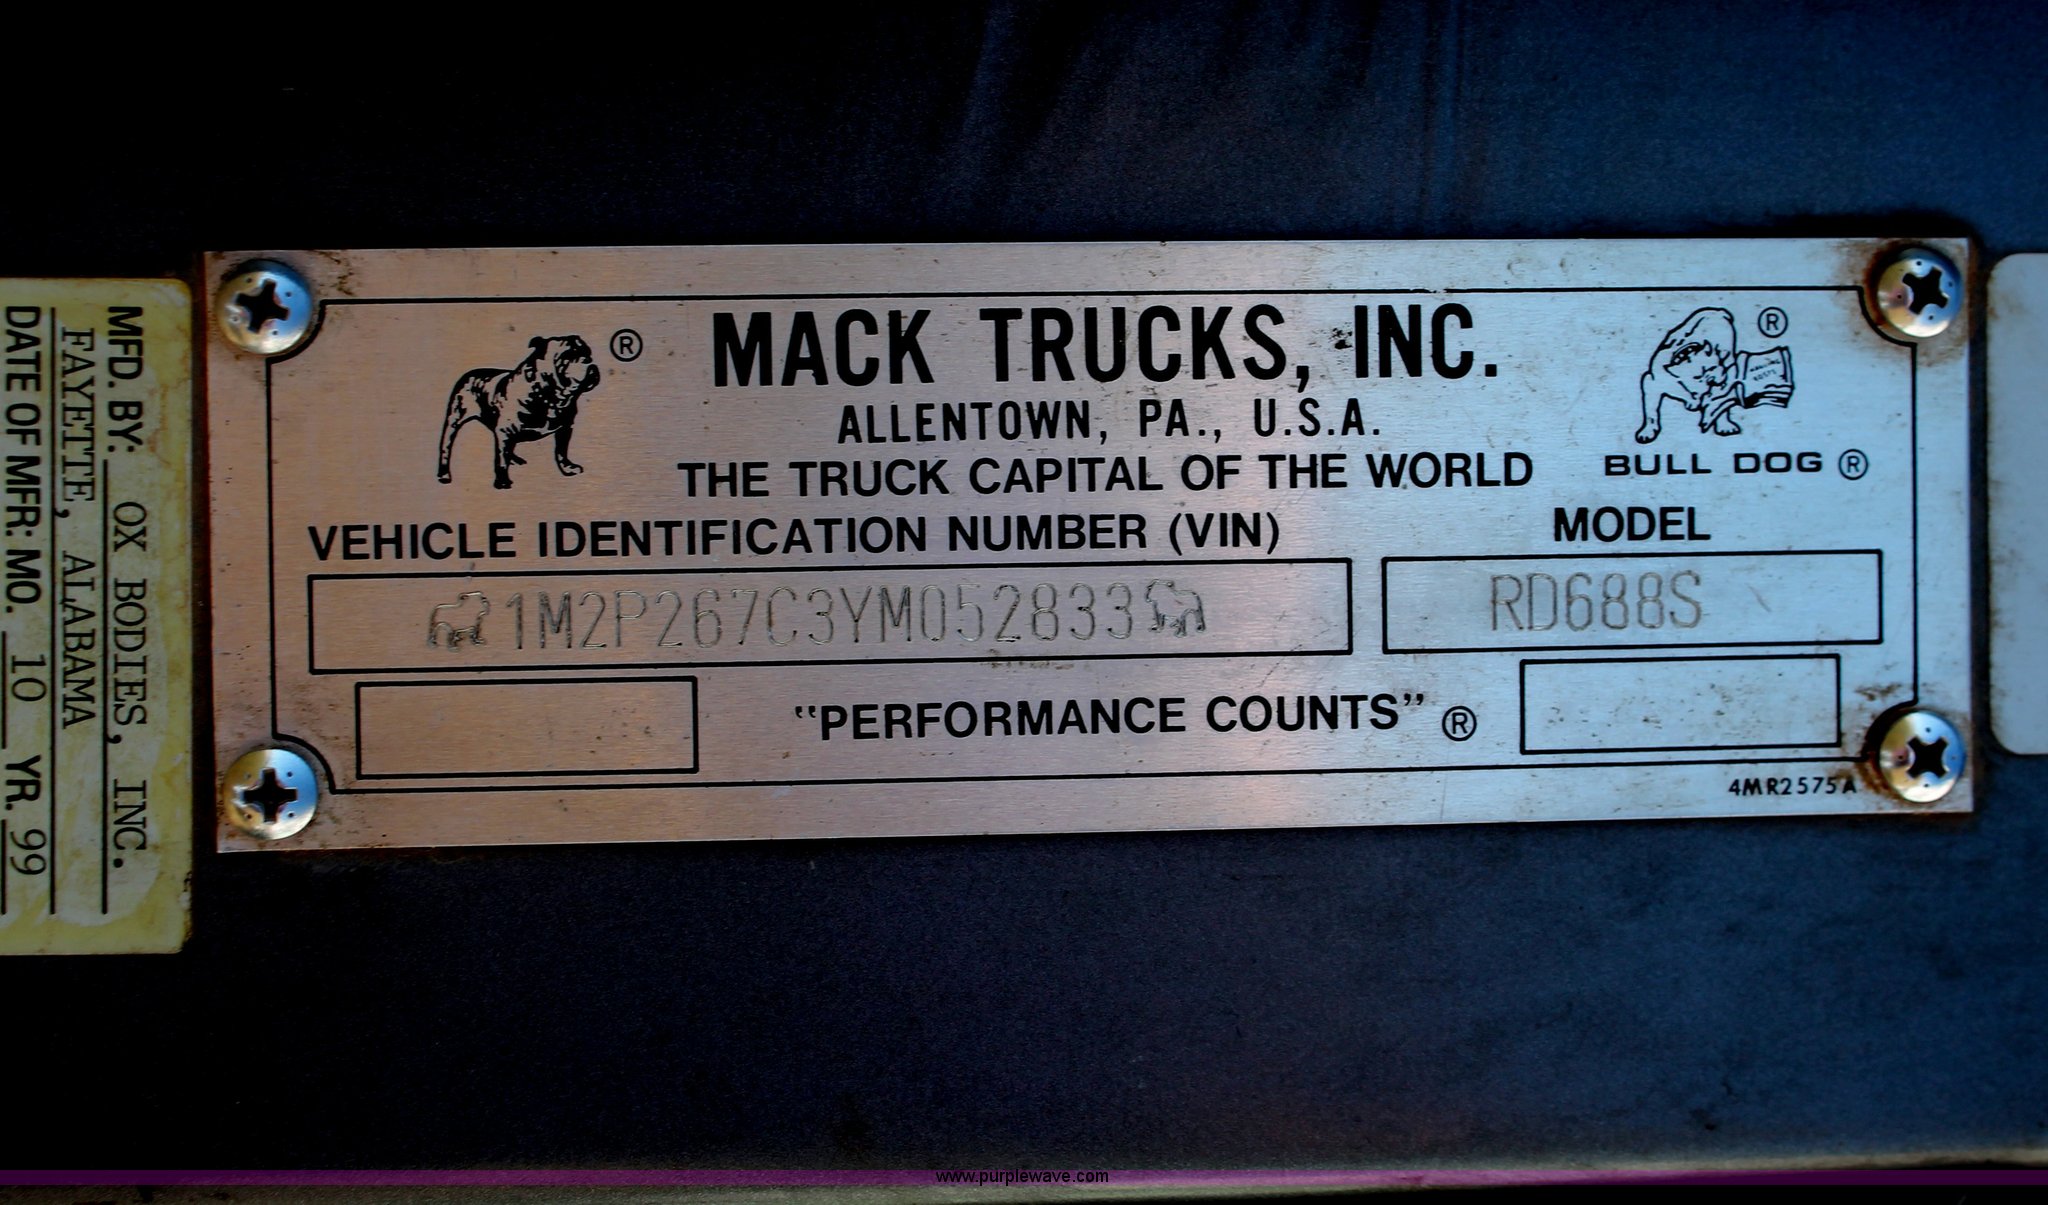 MFD. BY: OX BODIES, INC.
FAYETTE, ALABAMA
DATE OF MFR: MO. 10 YR. 99
®
MACK TRUCKS, INC.
ALLENTOWN, PA., U.S.A.
THE TRUCK CAPITAL OF THE WORLD
®
BULL DOG ®
VEHICLE IDENTIFICATION NUMBER (VIN)
MODEL
1M2P267C3YM052833
RD688S
"PERFORMANCE COUNTS" ®
4MR2575A
www.purplewave.com